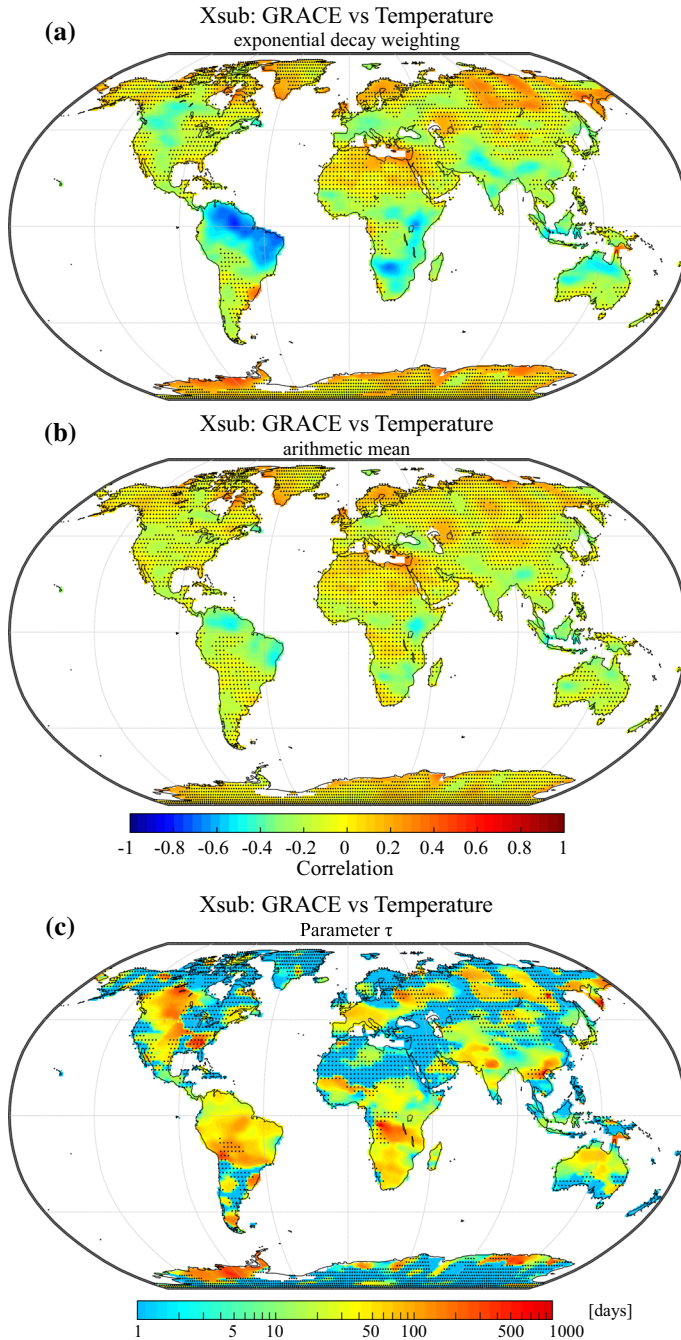 (a)
Xsub: GRACE vs Temperature
exponential decay weighting
(b)
Xsub: GRACE vs Temperature
arithmetic mean
-1 -0.8 -0.6 -0.4 -0.2 0 0.2 0.4 0.6 0.8 1
Correlation
(c)
Xsub: GRACE vs Temperature
Parameter τ
1 5 10 50 100 500 1000 [days]